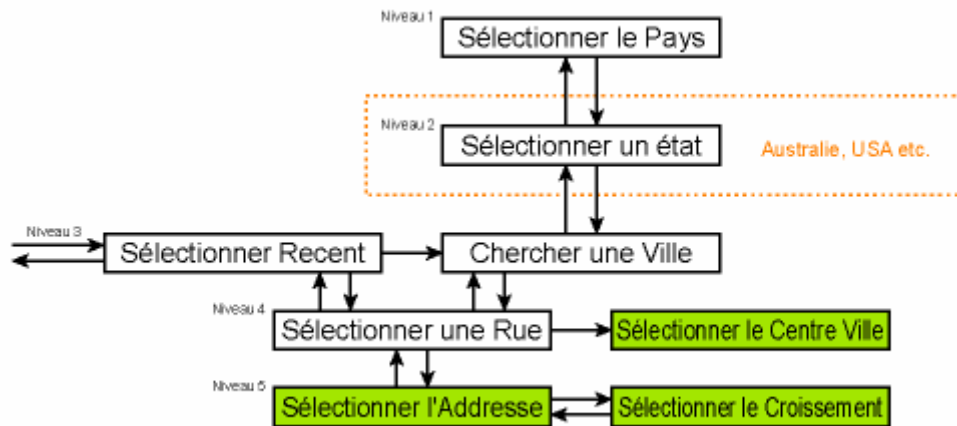 Niveau 1
Sélectionner le Pays
Niveau 2
Sélectionner un état
Australie, USA etc.
Niveau 3
Sélectionner Recent
Chercher une Ville
Niveau 4
Sélectionner une Rue
Sélectionner le Centre Ville
Niveau 5
Sélectionner l'Addresse
Sélectionner le Croissement